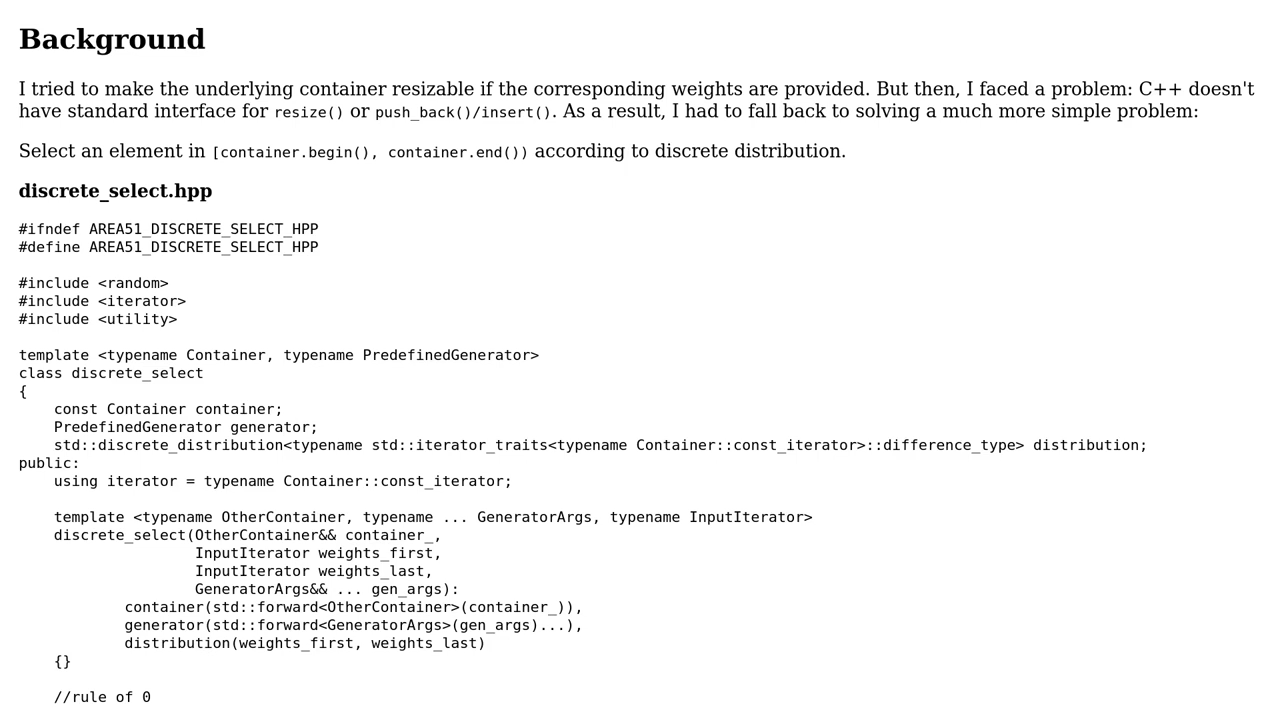 Background
I tried to make the underlying container resizable if the corresponding weights are provided. But then, I faced a problem: C++ doesn't
have standard interface for resize() or push_back()/insert(). As a result, I had to fall back to solving a much more simple problem:
Select an element in [container.begin(), container.end()) according to discrete distribution.
discrete_select.hpp
#ifndef AREA51_DISCRETE_SELECT_HPP
#define AREA51_DISCRETE_SELECT_HPP
#include <random>
#include <iterator>
#include <utility>
template <typename Container, typename PredefinedGenerator>
class discrete_select
{
    const Container container;
    PredefinedGenerator generator;
    std::discrete_distribution<typename std::iterator_traits<typename Container::const_iterator>::difference_type> distribution;
public:
    using iterator = typename Container::const_iterator;
    template <typename OtherContainer, typename ... GeneratorArgs, typename InputIterator>
    discrete_select(OtherContainer&& container_,
                    InputIterator weights_first,
                    InputIterator weights_last,
                    GeneratorArgs&& ... gen_args):
            container(std::forward<OtherContainer>(container_)),
            generator(std::forward<GeneratorArgs>(gen_args)...),
            distribution(weights_first, weights_last)
    {}
    //rule of 0